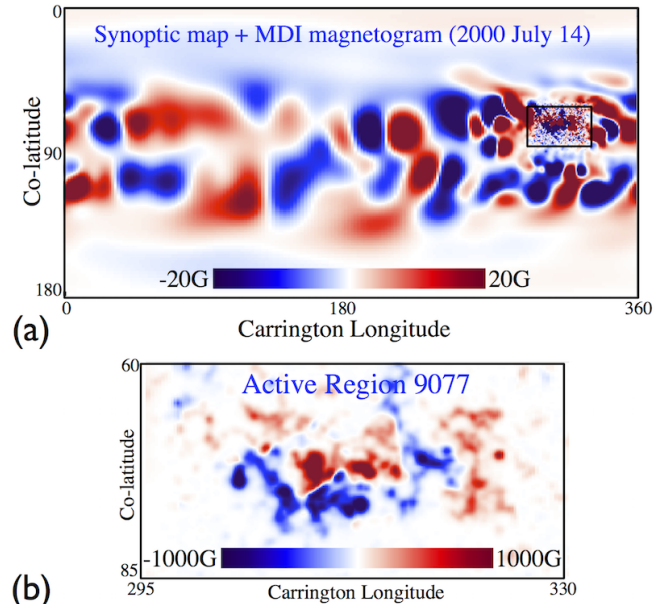 0
Synoptic map + MDI magnetogram (2000 July 14)
Co-latitude
90
-20G 20G
180
0 180 360
Carrington Longitude
(a)
60
Active Region 9077
Co-latitude
-1000G 1000G
85
295 330
Carrington Longitude
(b)